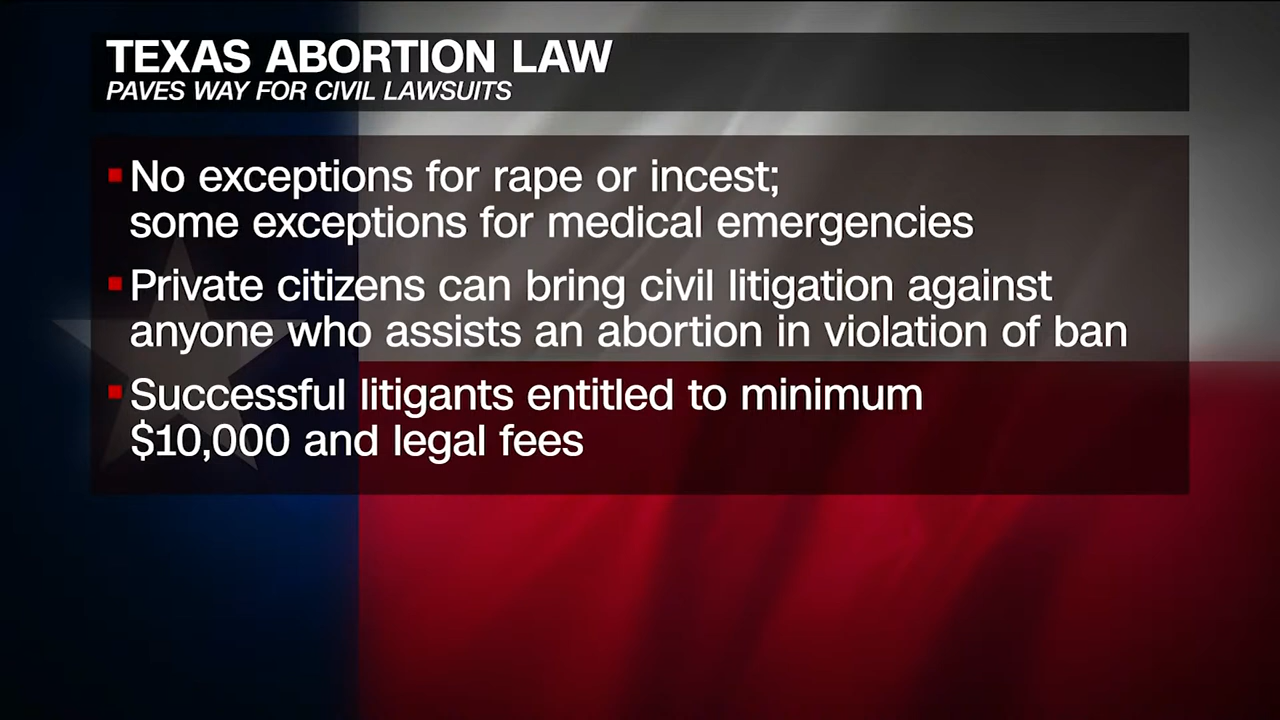 TEXAS ABORTION LAW
PAVES WAY FOR CIVIL LAWSUITS
No exceptions for rape or incest;
some exceptions for medical emergencies
Private citizens can bring civil litigation against
anyone who assists an abortion in violation of ban
Successful litigants entitled to minimum
$10,000 and legal fees